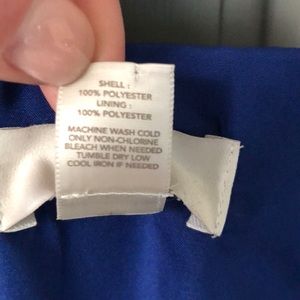 SHELL :
100% POLYESTER
LINING :
100% POLYESTER
MACHINE WASH COLD
ONLY NON-CHLORINE
BLEACH WHEN NEEDED
TUMBLE DRY LOW
COOL IRON IF NEEDED